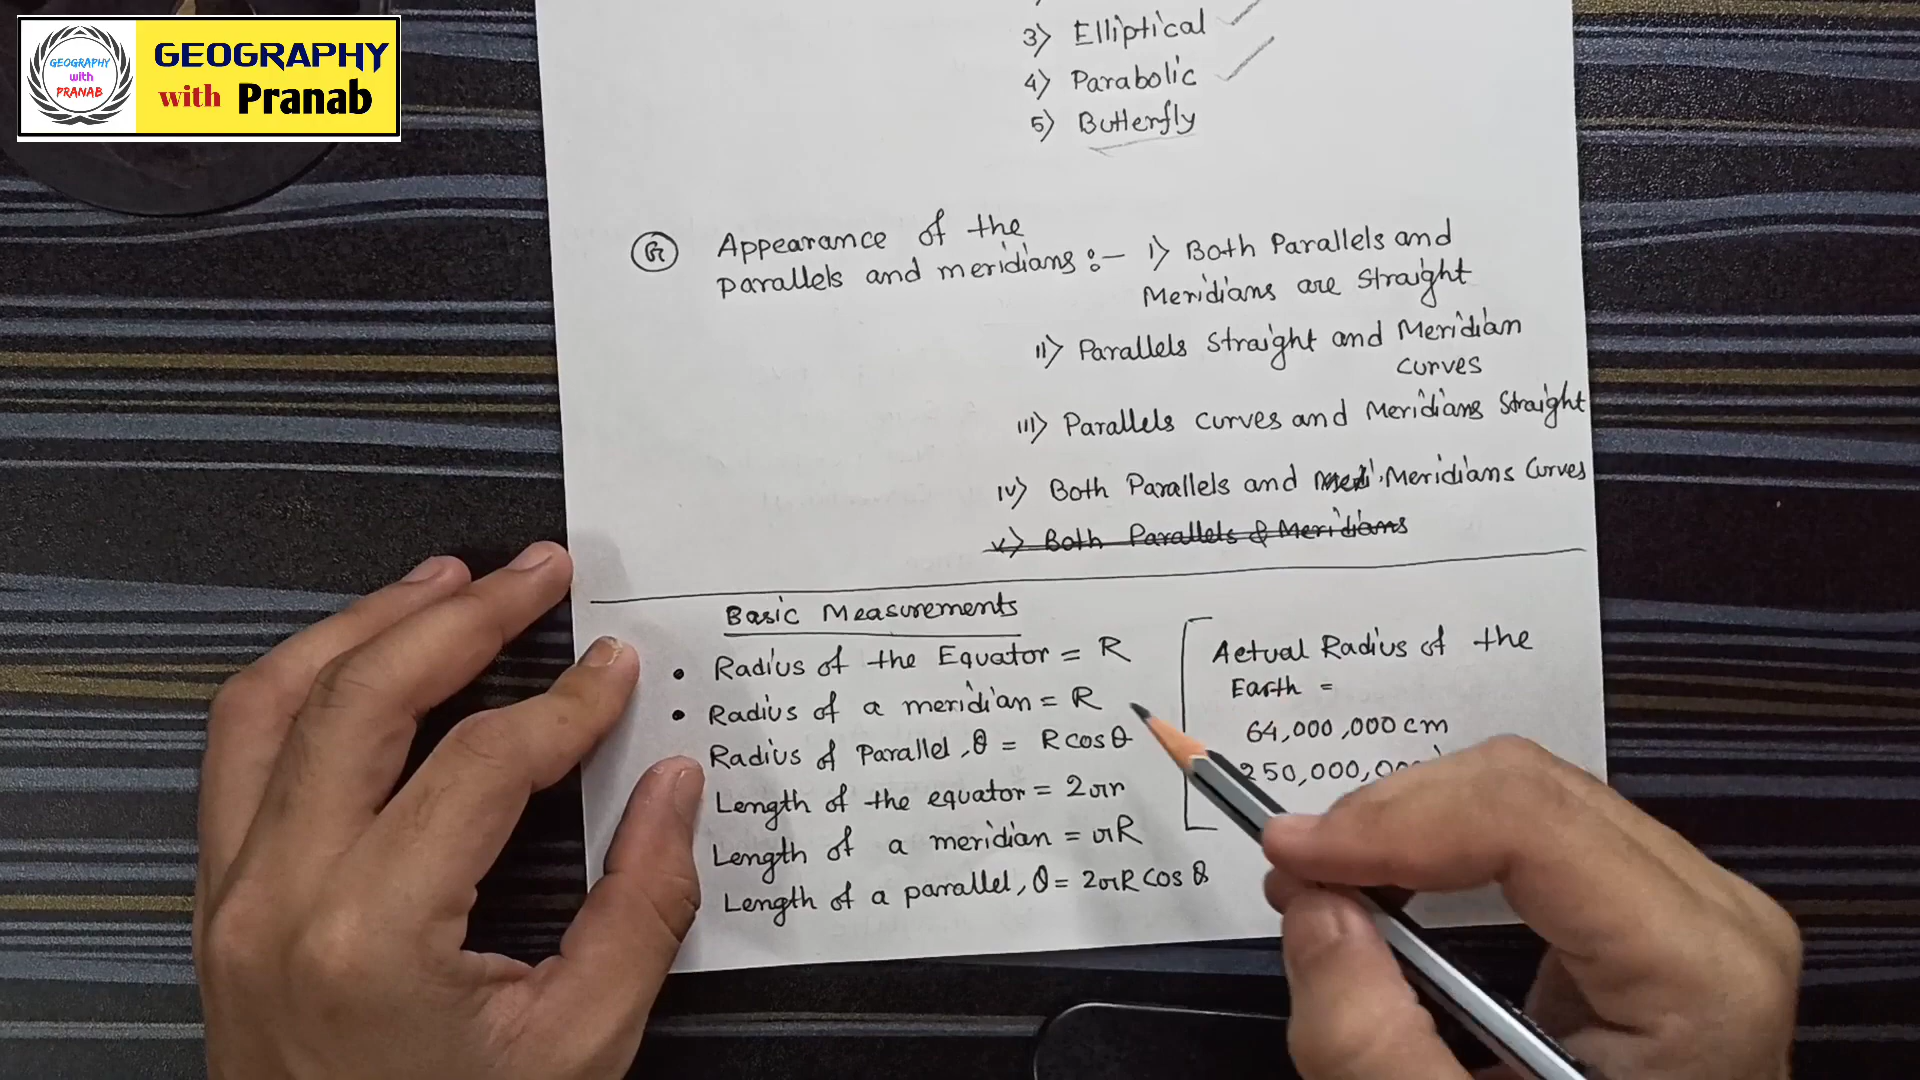 GEOGRAPHY
with
PRANAB
GEOGRAPHY
with Pranab
3) Elliptical
4) Parabolic
5) Butterfly
G Appearance of the
parallels and meridians :- i) Both Parallels and
Meridians are Straight
ii) Parallels Straight and Meridian
curves
iii) Parallels curves and Meridians Straight
iv) Both Parallels and Meridians Curves
v) Both Parallels & Meridians
Basic Measurements
• Radius of the Equator = R
• Radius of a meridian = R
Radius of Parallel, θ = R cos θ
Length of the equator = 2πr
Length of a meridian = πR
Length of a parallel, θ = 2πR cos θ
Actual Radius of the
Earth =
64,000,000 cm
250,000,0